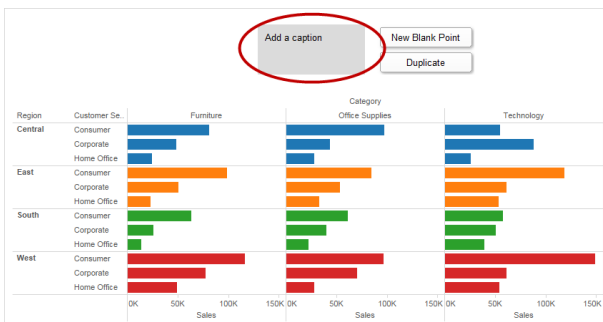 Add a caption
New Blank Point
Duplicate
Category
Region Customer Se.. Furniture Office Supplies Technology
Central Consumer
Corporate
Home Office
East Consumer
Corporate
Home Office
South Consumer
Corporate
Home Office
West Consumer
Corporate
Home Office
0K 50K 100K 150K 0K 50K 100K 150K 0K 50K 100K 150K
Sales Sales Sales